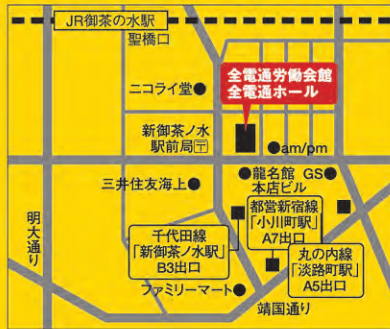 JR御茶の水駅
聖橋口
全電通労働会館
全電通ホール
ニコライ堂
新御茶ノ水
駅前局〒
am/pm
三井住友海上
龍名館
本店ビル
GS
明大通り
千代田線
「新御茶ノ水駅」
B3出口
都営新宿線
「小川町駅」
A7出口
丸の内線
「淡路町駅」
A5出口
ファミリーマート
靖国通り